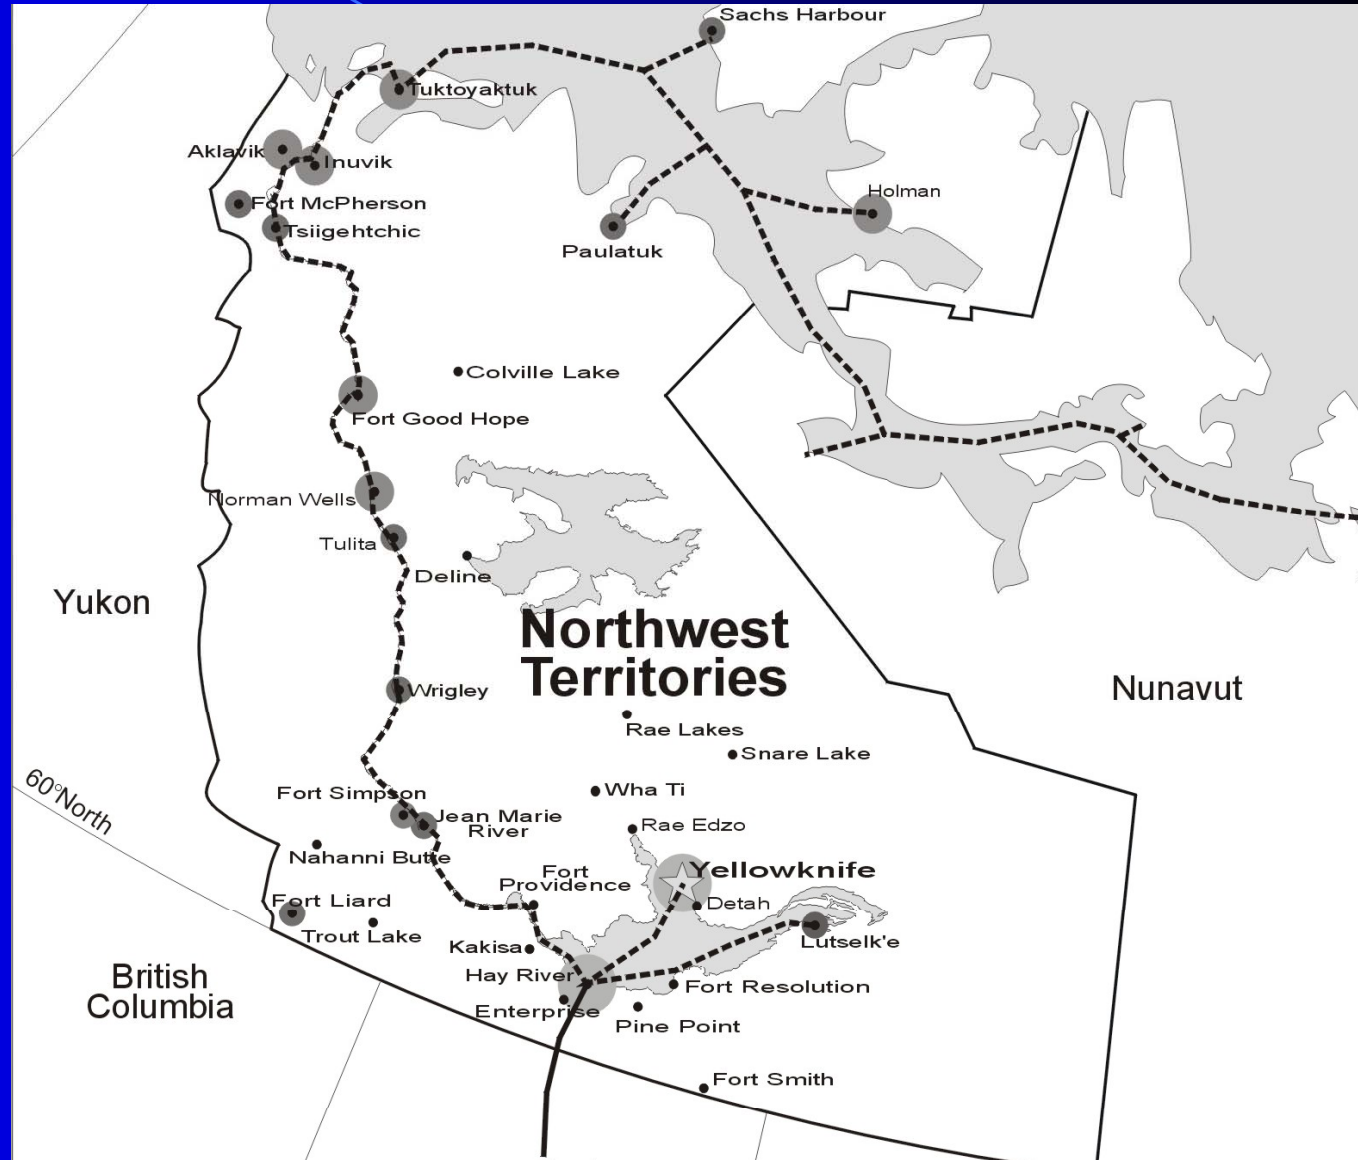 Sachs Harbour
Tuktoyaktuk
Aklavik
Inuvik
Holman
Fort McPherson
Tsiigehtchic
Paulatuk
Colville Lake
Fort Good Hope
Norman Wells
Tulita
Deline
Yukon
Northwest
Territories
Wrigley
Nunavut
Rae Lakes
Snare Lake
60°North
Fort Simpson
Wha Ti
Jean Marie
River
Rae Edzo
Nahanni Butte
Fort
Providence
Yellowknife
Fort Liard
Detah
Trout Lake
Lutselk'e
Kakisa
British
Columbia
Hay River
Fort Resolution
Enterprise
Pine Point
Fort Smith